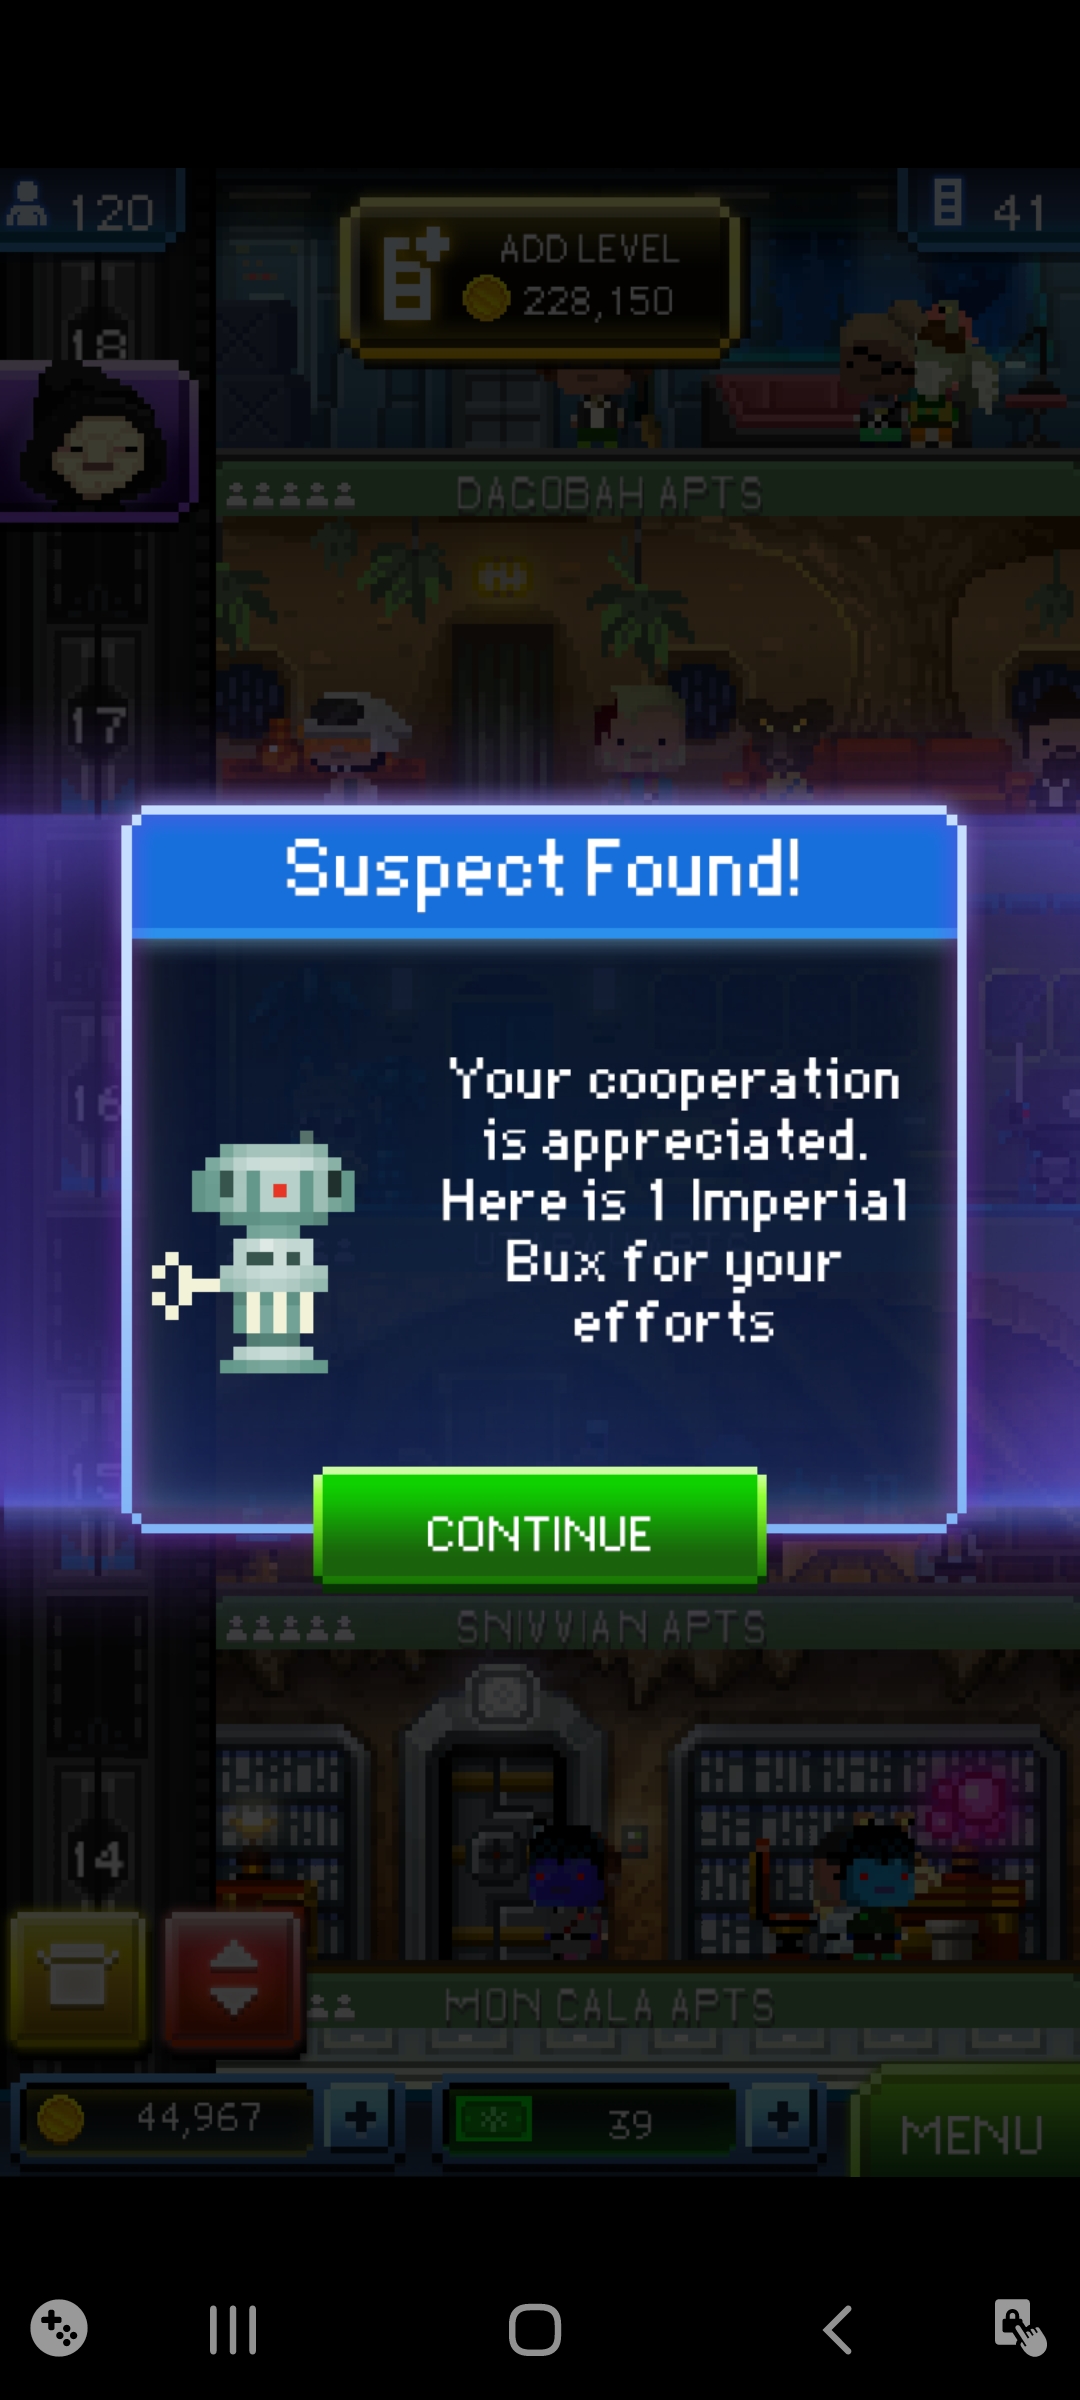 120
ADD LEVEL
228,150
41
18
DAGOBAH APTS
17
Suspect Found!
Your cooperation
is appreciated.
Here is 1 Imperial
Bux for your
efforts
16
15
CONTINUE
SNIVVIAN APTS
14
MON CALA APTS
44,967
39
MENU